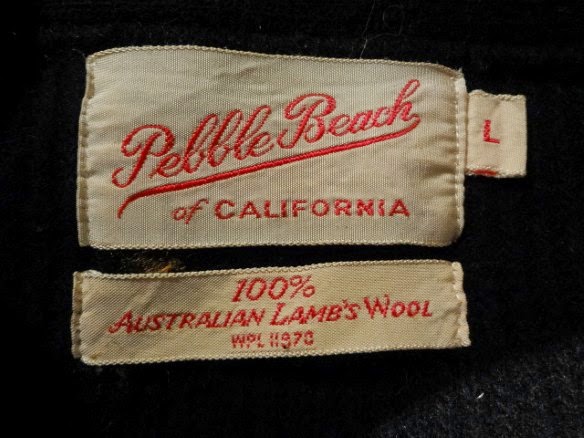 Pebble Beach
of CALIFORNIA
L
100%
AUSTRALIAN LAMB'S WOOL
WPL 11970